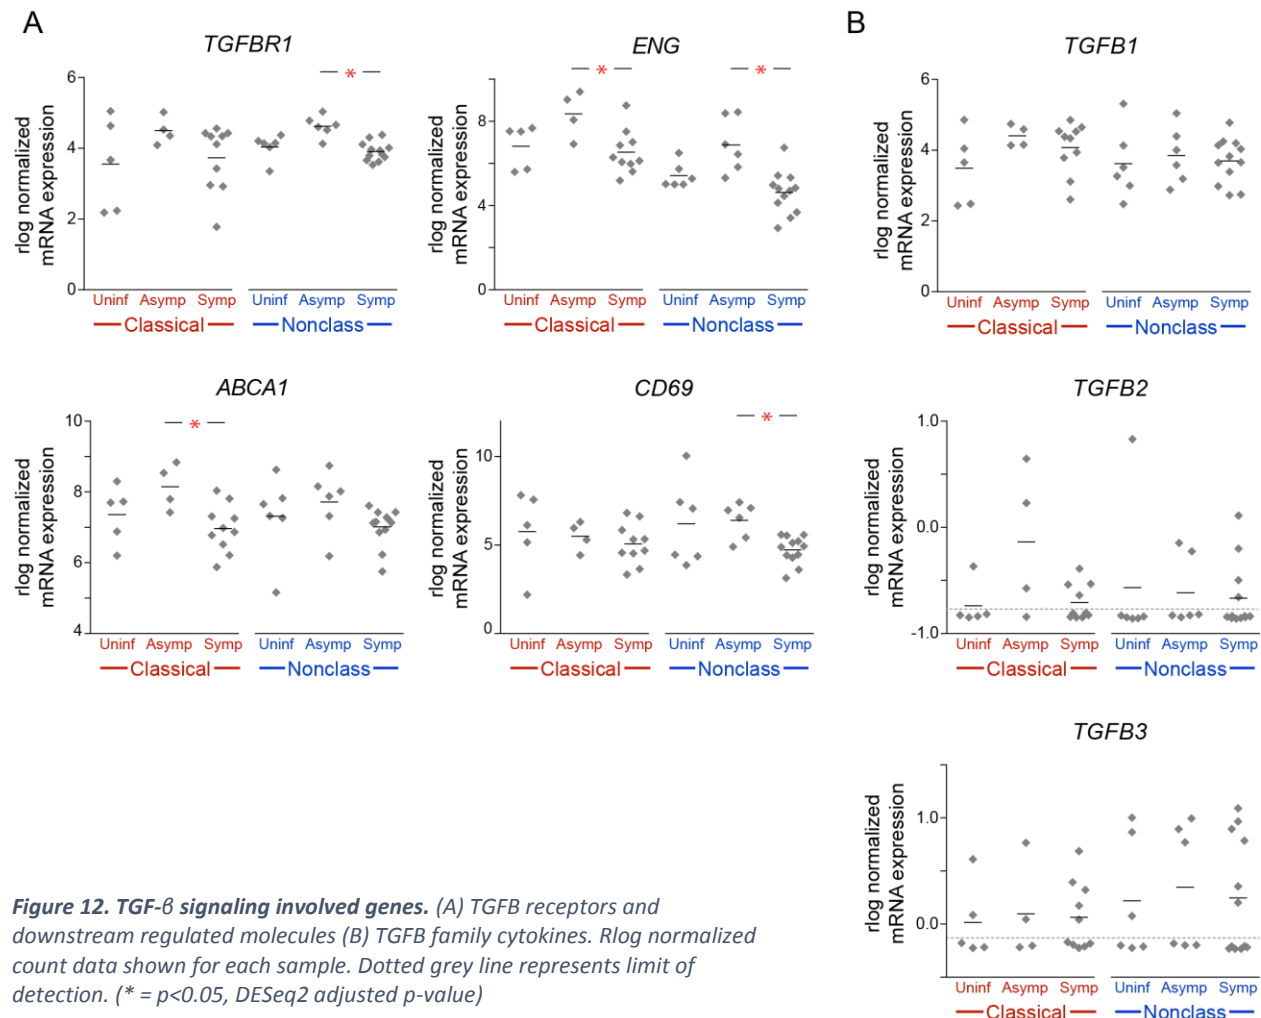 A
TGFBR1
rlog normalized
mRNA expression
6
4
2
0
*
Uninf Asymp Symp Uninf Asymp Symp
Classical Nonclass
ENG
rlog normalized
mRNA expression
8
4
0
* *
Uninf Asymp Symp Uninf Asymp Symp
Classical Nonclass
B
TGFB1
rlog normalized
mRNA expression
6
4
2
0
Uninf Asymp Symp Uninf Asymp Symp
Classical Nonclass
ABCA1
rlog normalized
mRNA expression
10
8
6
4
*
Uninf Asymp Symp Uninf Asymp Symp
Classical Nonclass
CD69
rlog normalized
mRNA expression
10
5
0
*
Uninf Asymp Symp Uninf Asymp Symp
Classical Nonclass
TGFB2
rlog normalized
mRNA expression
1.0
0.0
-1.0
Uninf Asymp Symp Uninf Asymp Symp
Classical Nonclass
TGFB3
rlog normalized
mRNA expression
1.0
0.0
Uninf Asymp Symp Uninf Asymp Symp
Classical Nonclass
Figure 12. TGF-β signaling involved genes. (A) TGFB receptors and
downstream regulated molecules (B) TGFB family cytokines. Rlog normalized
count data shown for each sample. Dotted grey line represents limit of
detection. (* = p<0.05, DESeq2 adjusted p-value)